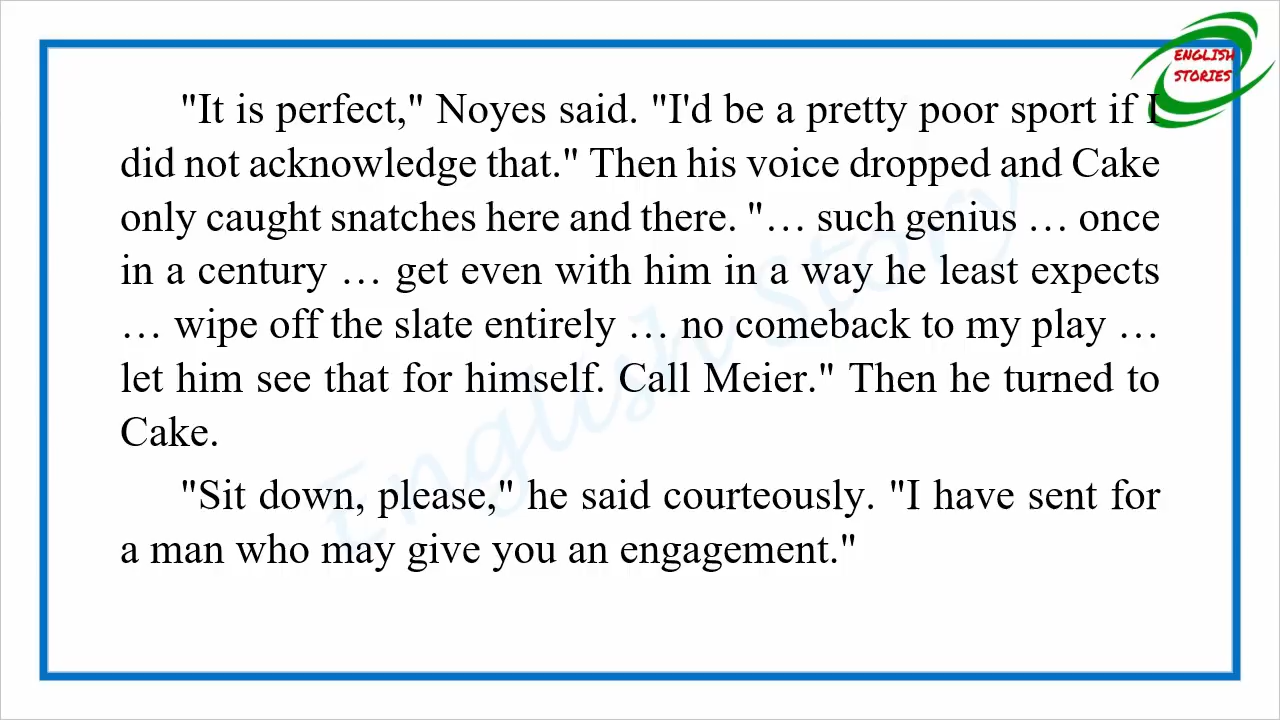 ENGLISH
STORIES
"It is perfect," Noyes said. "I'd be a pretty poor sport if I
did not acknowledge that." Then his voice dropped and Cake
only caught snatches here and there. "… such genius … once
in a century … get even with him in a way he least expects
… wipe off the slate entirely … no comeback to my play …
let him see that for himself. Call Meier." Then he turned to
Cake.
"Sit down, please," he said courteously. "I have sent for
a man who may give you an engagement."
English Story